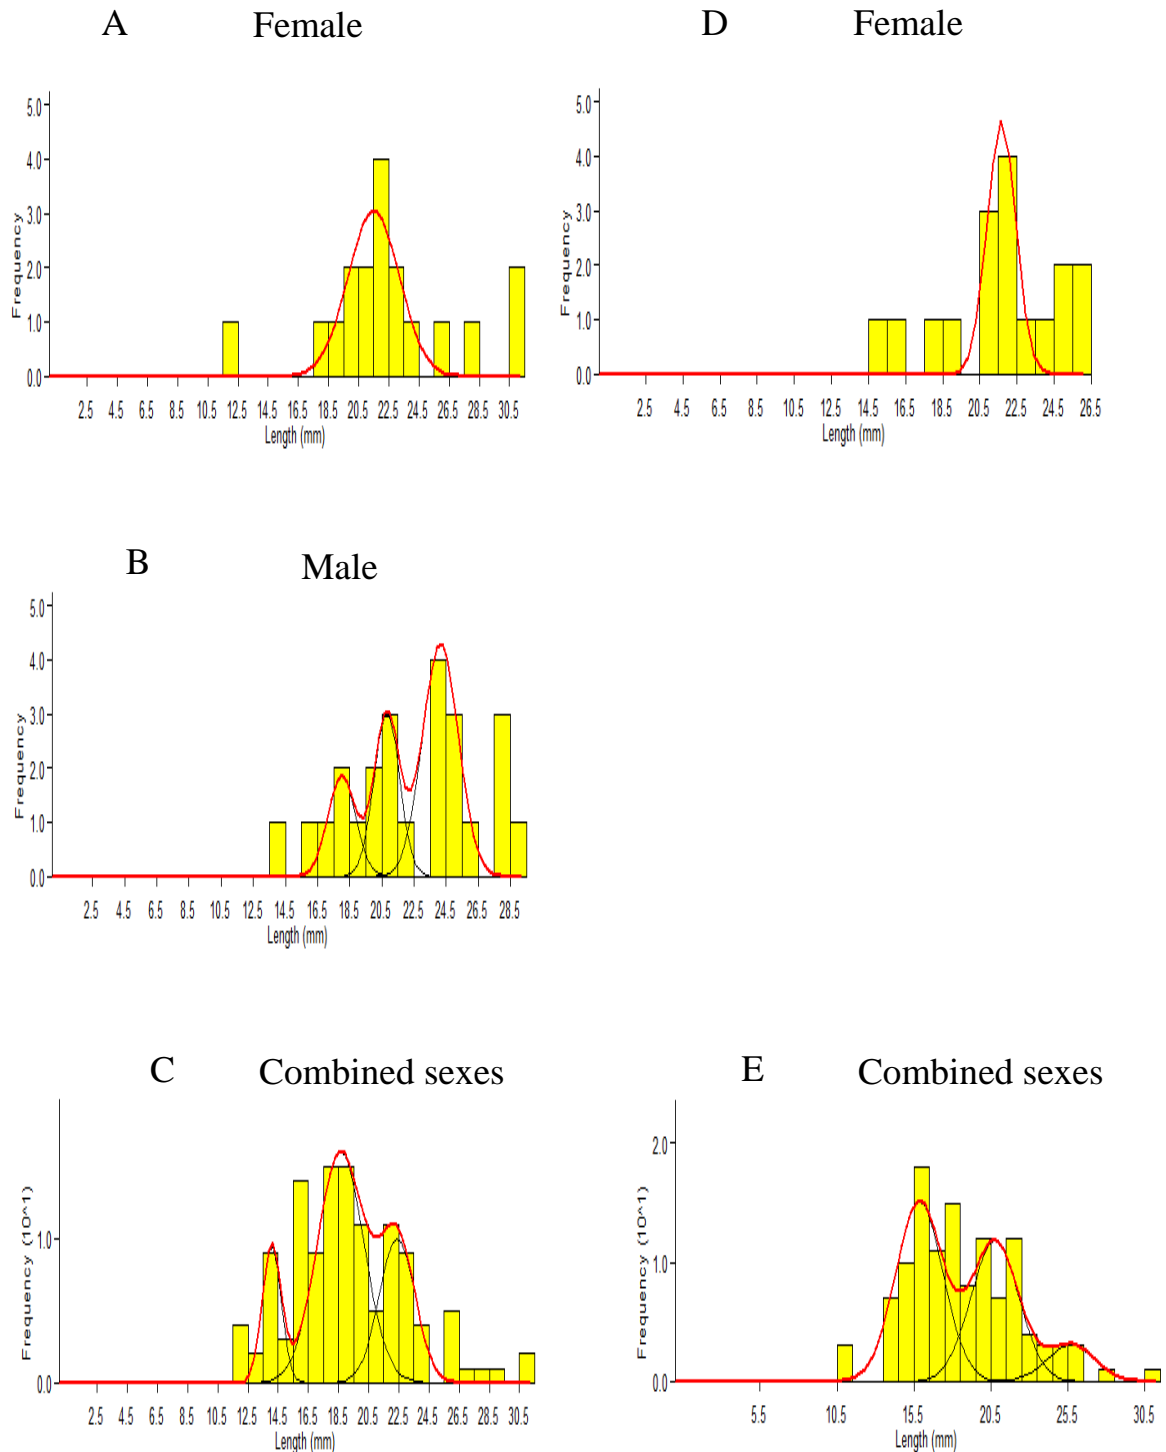 A Female
5.0
4.0
3.0
2.0
1.0
0.0
Frequency
2.5 4.5 6.5 8.5 10.5 12.5 14.5 16.5 18.5 20.5 22.5 24.5 26.5 28.5 30.5
Length (mm)
D Female
5.0
4.0
3.0
2.0
1.0
0.0
Frequency
2.5 4.5 6.5 8.5 10.5 12.5 14.5 16.5 18.5 20.5 22.5 24.5 26.5
Length (mm)
B Male
5.0
4.0
3.0
2.0
1.0
0.0
Frequency
2.5 4.5 6.5 8.5 10.5 12.5 14.5 16.5 18.5 20.5 22.5 24.5 26.5 28.5
Length (mm)
C Combined sexes
1.0
0.0
Frequency (10^1)
2.5 4.5 6.5 8.5 10.5 12.5 14.5 16.5 18.5 20.5 22.5 24.5 26.5 28.5 30.5
Length (mm)
E Combined sexes
2.0
1.0
0.0
Frequency (10^1)
5.5 10.5 15.5 20.5 25.5 30.5
Length (mm)